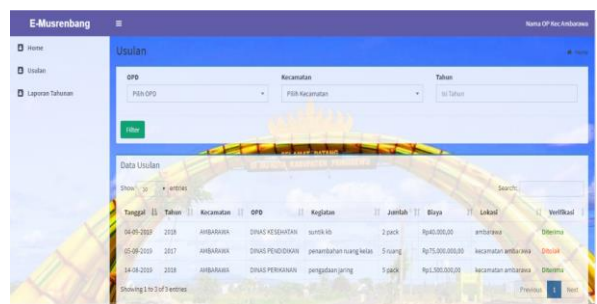 E-Musrenbang
Nama OP Kec Ambarawa
Home
Usulan
Laporan Tahunan
Usulan
Home
OPD
Kecamatan
Tahun
Pilih OPD
Pilih Kecamatan
Isi Tahun
Filter
SELAMAT DATANG
Data Usulan
Show 10 entries
Search:
Tanggal Tahun Kecamatan OPD Kegiatan Jumlah Biaya Lokasi Verifikasi
04-09-2019 2018 AMBARAWA DINAS KESEHATAN suntik kb 2 pack Rp40.000,00 ambarawa Diterima
05-09-2019 2017 AMBARAWA DINAS PENDIDIKAN penambahan ruang kelas 5 ruang Rp75.000.000,00 kecamatan ambarawa Ditolak
14-08-2019 2018 AMBARAWA DINAS PERIKANAN pengadaan jaring 5 pack Rp1.500.000,00 kecamatan ambarawa Diterima
Showing 1 to 3 of 3 entries
Previous 1 Next